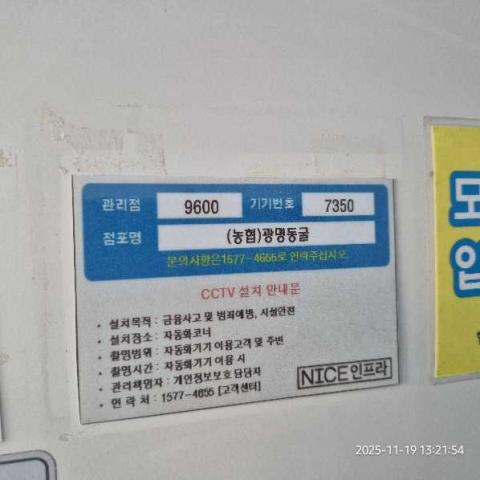 관리점 9600 기기번호 7350
점포명 (농협)광명동굴
문의사항은1577-4655로 연락주십시오.
CCTV 설치 안내문
• 설치목적 : 금융사고 및 범죄예방, 시설안전
• 설치장소 : 자동화코너
• 촬영범위 : 자동화기기 이용고객 및 주변
• 촬영시간 : 자동화기기 이용 시
• 관리책임자 : 개인정보보호 담당자
• 연 락 처 : 1577-4655 [고객센터]
NICE인프라
2025-11-19 13:21:54